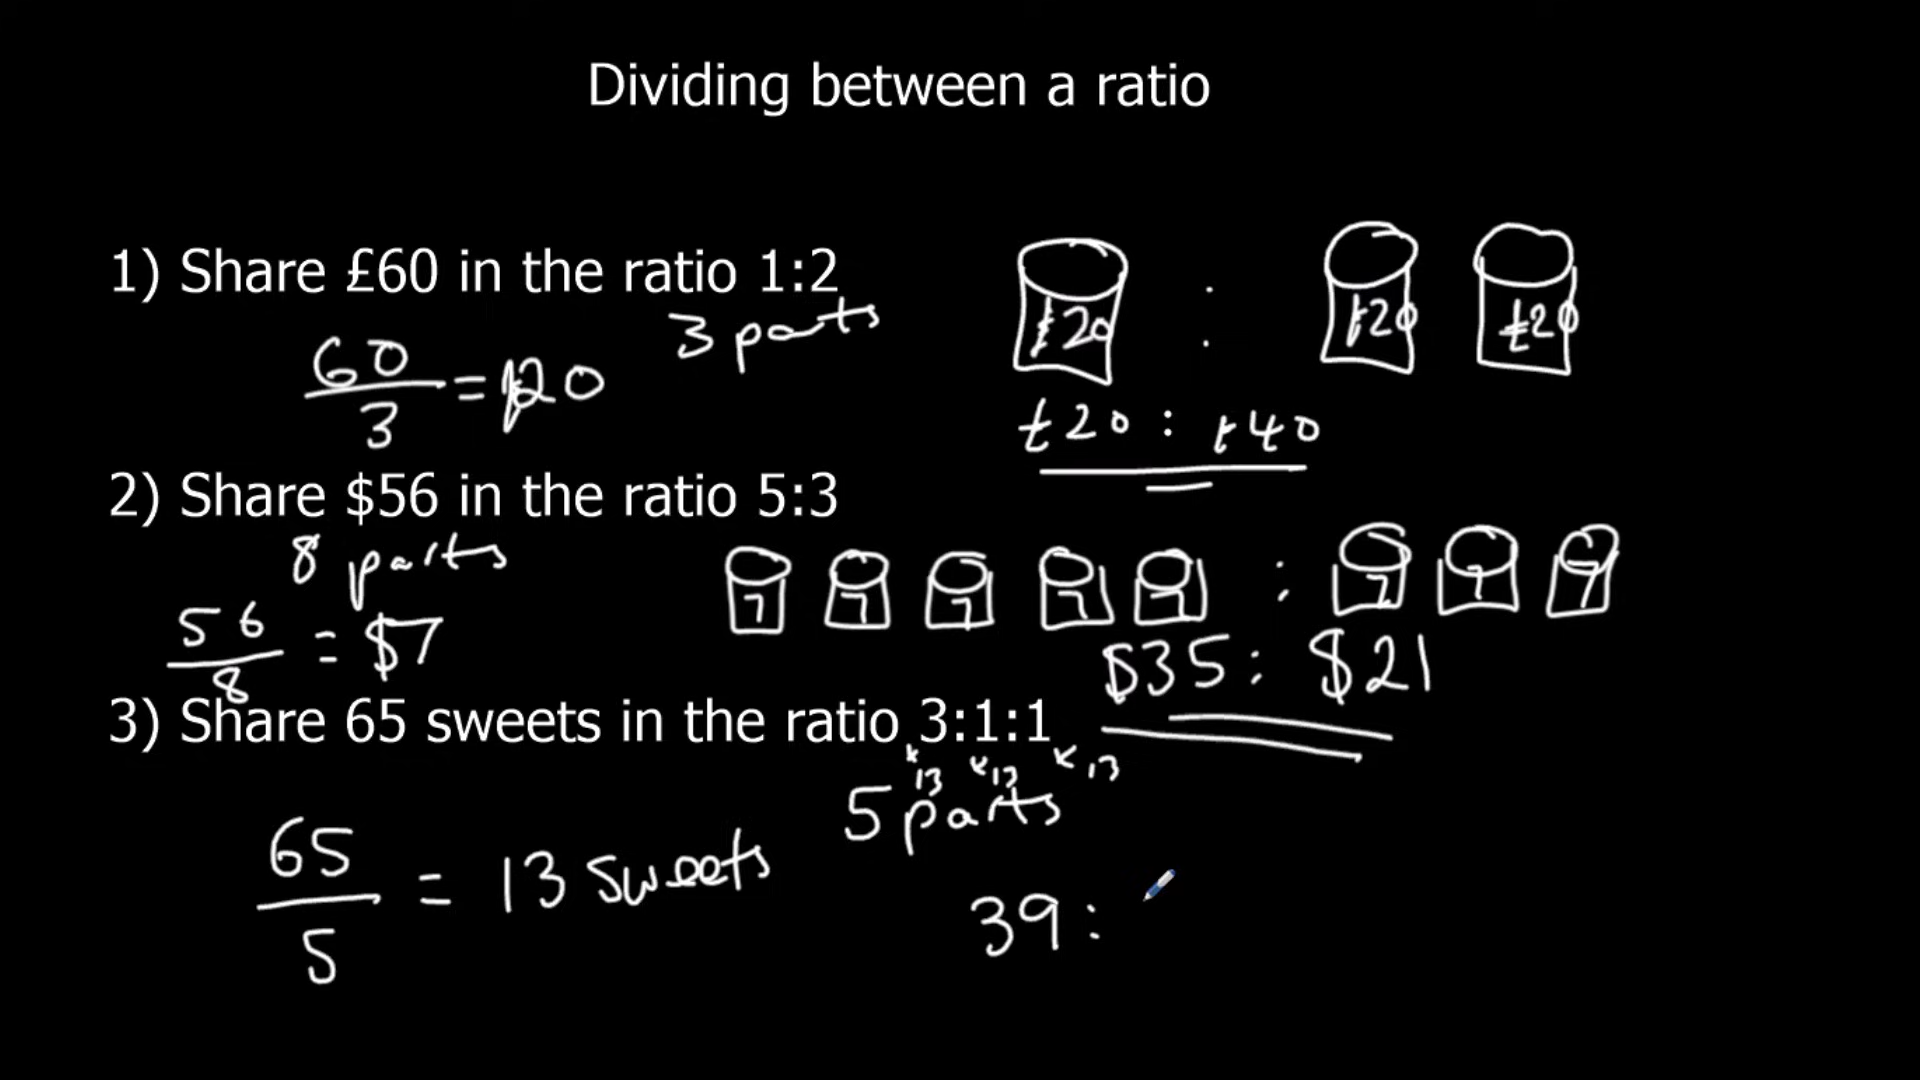 Dividing between a ratio
1) Share £60 in the ratio 1:2
3 parts
60
3
= £20
£20 : £20 £20
£20 : £40
2) Share $56 in the ratio 5:3
8 parts
56
8
= $7
7 7 7 7 7 : 7 7 7
$35 : $21
3) Share 65 sweets in the ratio 3:1:1
×13 ×13 ×13
5 parts
65
5
= 13 sweets
39 :